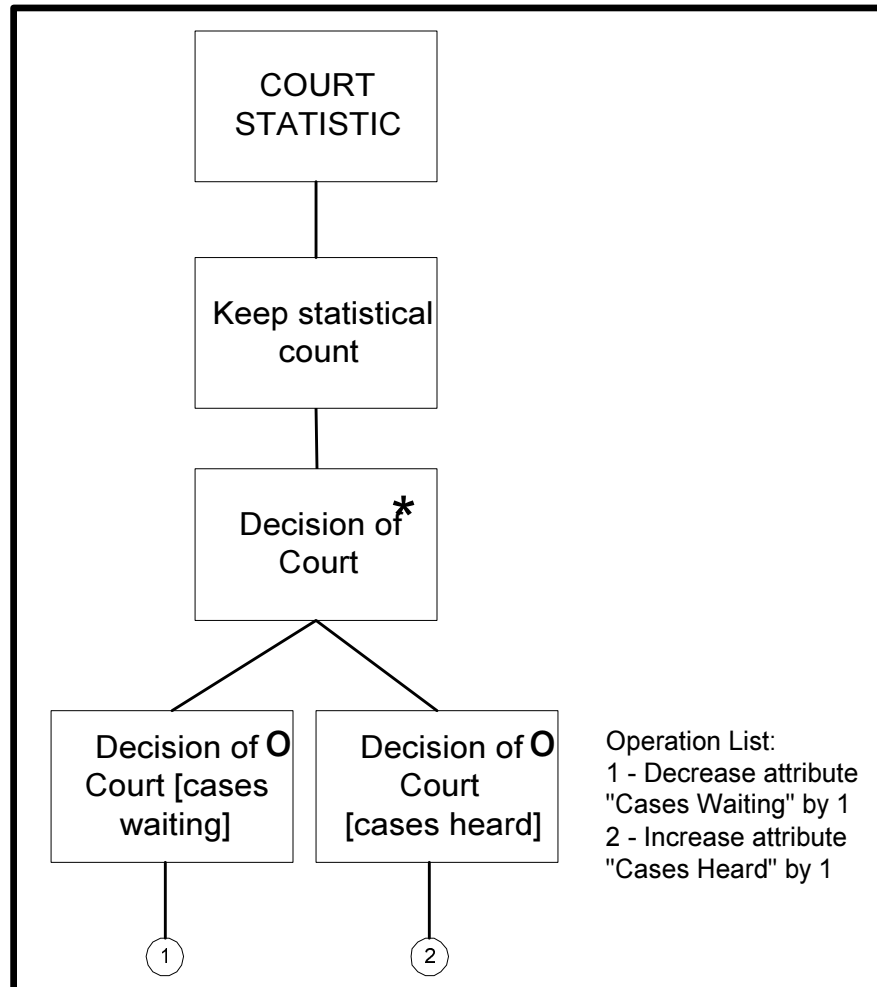 COURT
STATISTIC
Keep statistical
count
Decision of *
Court
Decision of O
Court [cases
waiting]
Decision of O
Court
[cases heard]
Operation List:
1 - Decrease attribute
"Cases Waiting" by 1
2 - Increase attribute
"Cases Heard" by 1
1
2